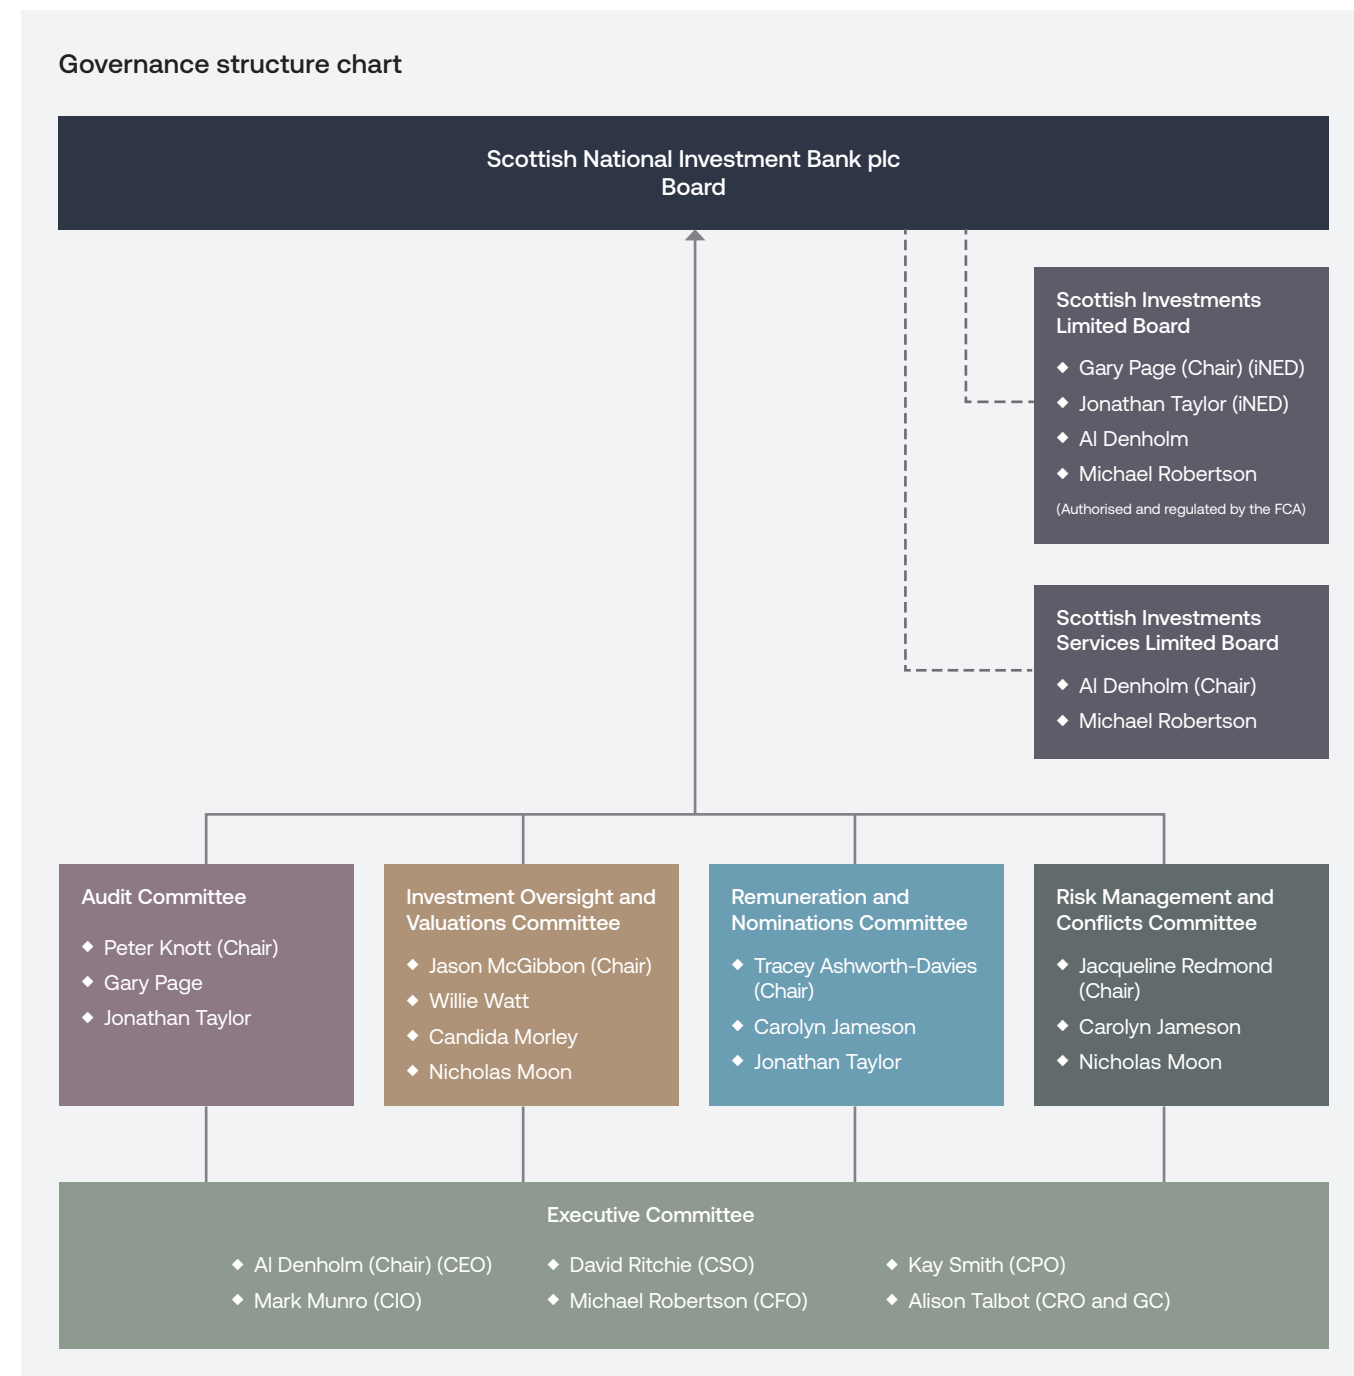 Governance structure chart
Scottish National Investment Bank plc
Board
Scottish Investments
Limited Board
◆ Gary Page (Chair) (iNED)
◆ Jonathan Taylor (iNED)
◆ Al Denholm
◆ Michael Robertson
(Authorised and regulated by the FCA)
Scottish Investments
Services Limited Board
◆ Al Denholm (Chair)
◆ Michael Robertson
Audit Committee
◆ Peter Knott (Chair)
◆ Gary Page
◆ Jonathan Taylor
Investment Oversight and
Valuations Committee
◆ Jason McGibbon (Chair)
◆ Willie Watt
◆ Candida Morley
◆ Nicholas Moon
Remuneration and
Nominations Committee
◆ Tracey Ashworth-Davies
(Chair)
◆ Carolyn Jameson
◆ Jonathan Taylor
Risk Management and
Conflicts Committee
◆ Jacqueline Redmond
(Chair)
◆ Carolyn Jameson
◆ Nicholas Moon
Executive Committee
◆ Al Denholm (Chair) (CEO)
◆ Mark Munro (CIO)
◆ David Ritchie (CSO)
◆ Michael Robertson (CFO)
◆ Kay Smith (CPO)
◆ Alison Talbot (CRO and GC)